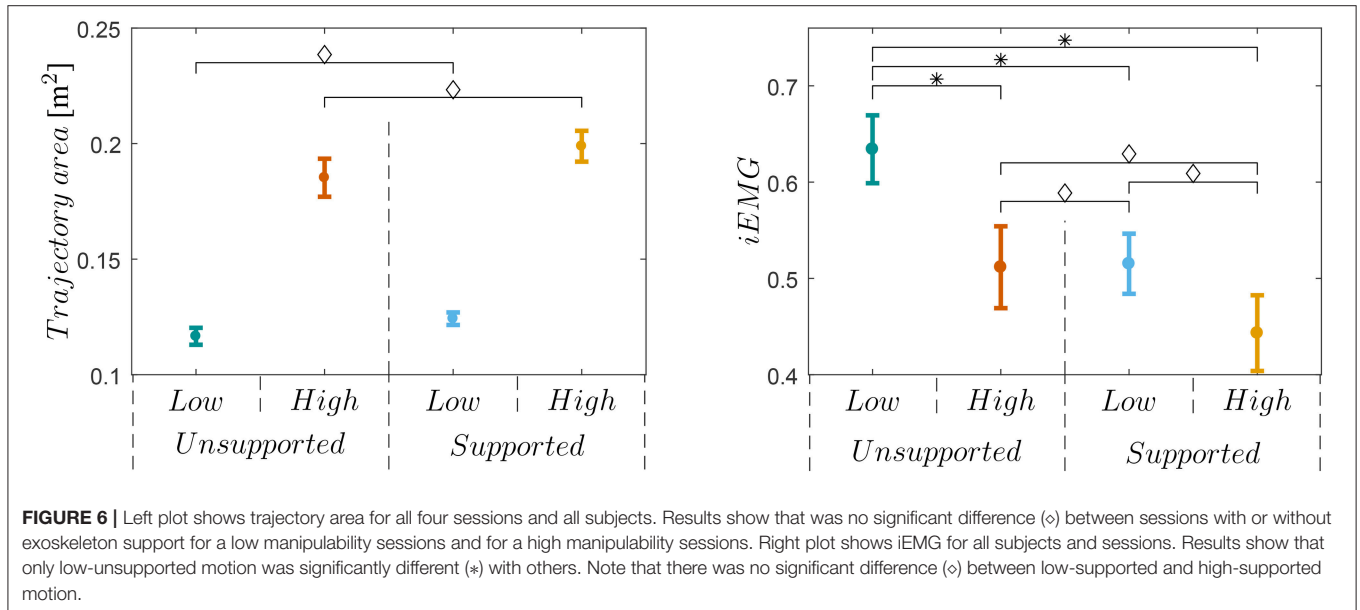 0.25
0.2
0.15
0.1
Trajectory area [m²]
◇
◇
Low | High | Low | High
Unsupported | Supported
0.7
0.6
0.5
0.4
iEMG
*
*
*
◇
◇
◇
Low | High | Low | High
Unsupported | Supported
FIGURE 6 | Left plot shows trajectory area for all four sessions and all subjects. Results show that was no significant difference (◇) between sessions with or without
exoskeleton support for a low manipulability sessions and for a high manipulability sessions. Right plot shows iEMG for all subjects and sessions. Results show that
only low-unsupported motion was significantly different (*) with others. Note that there was no significant difference (◇) between low-supported and high-supported
motion.